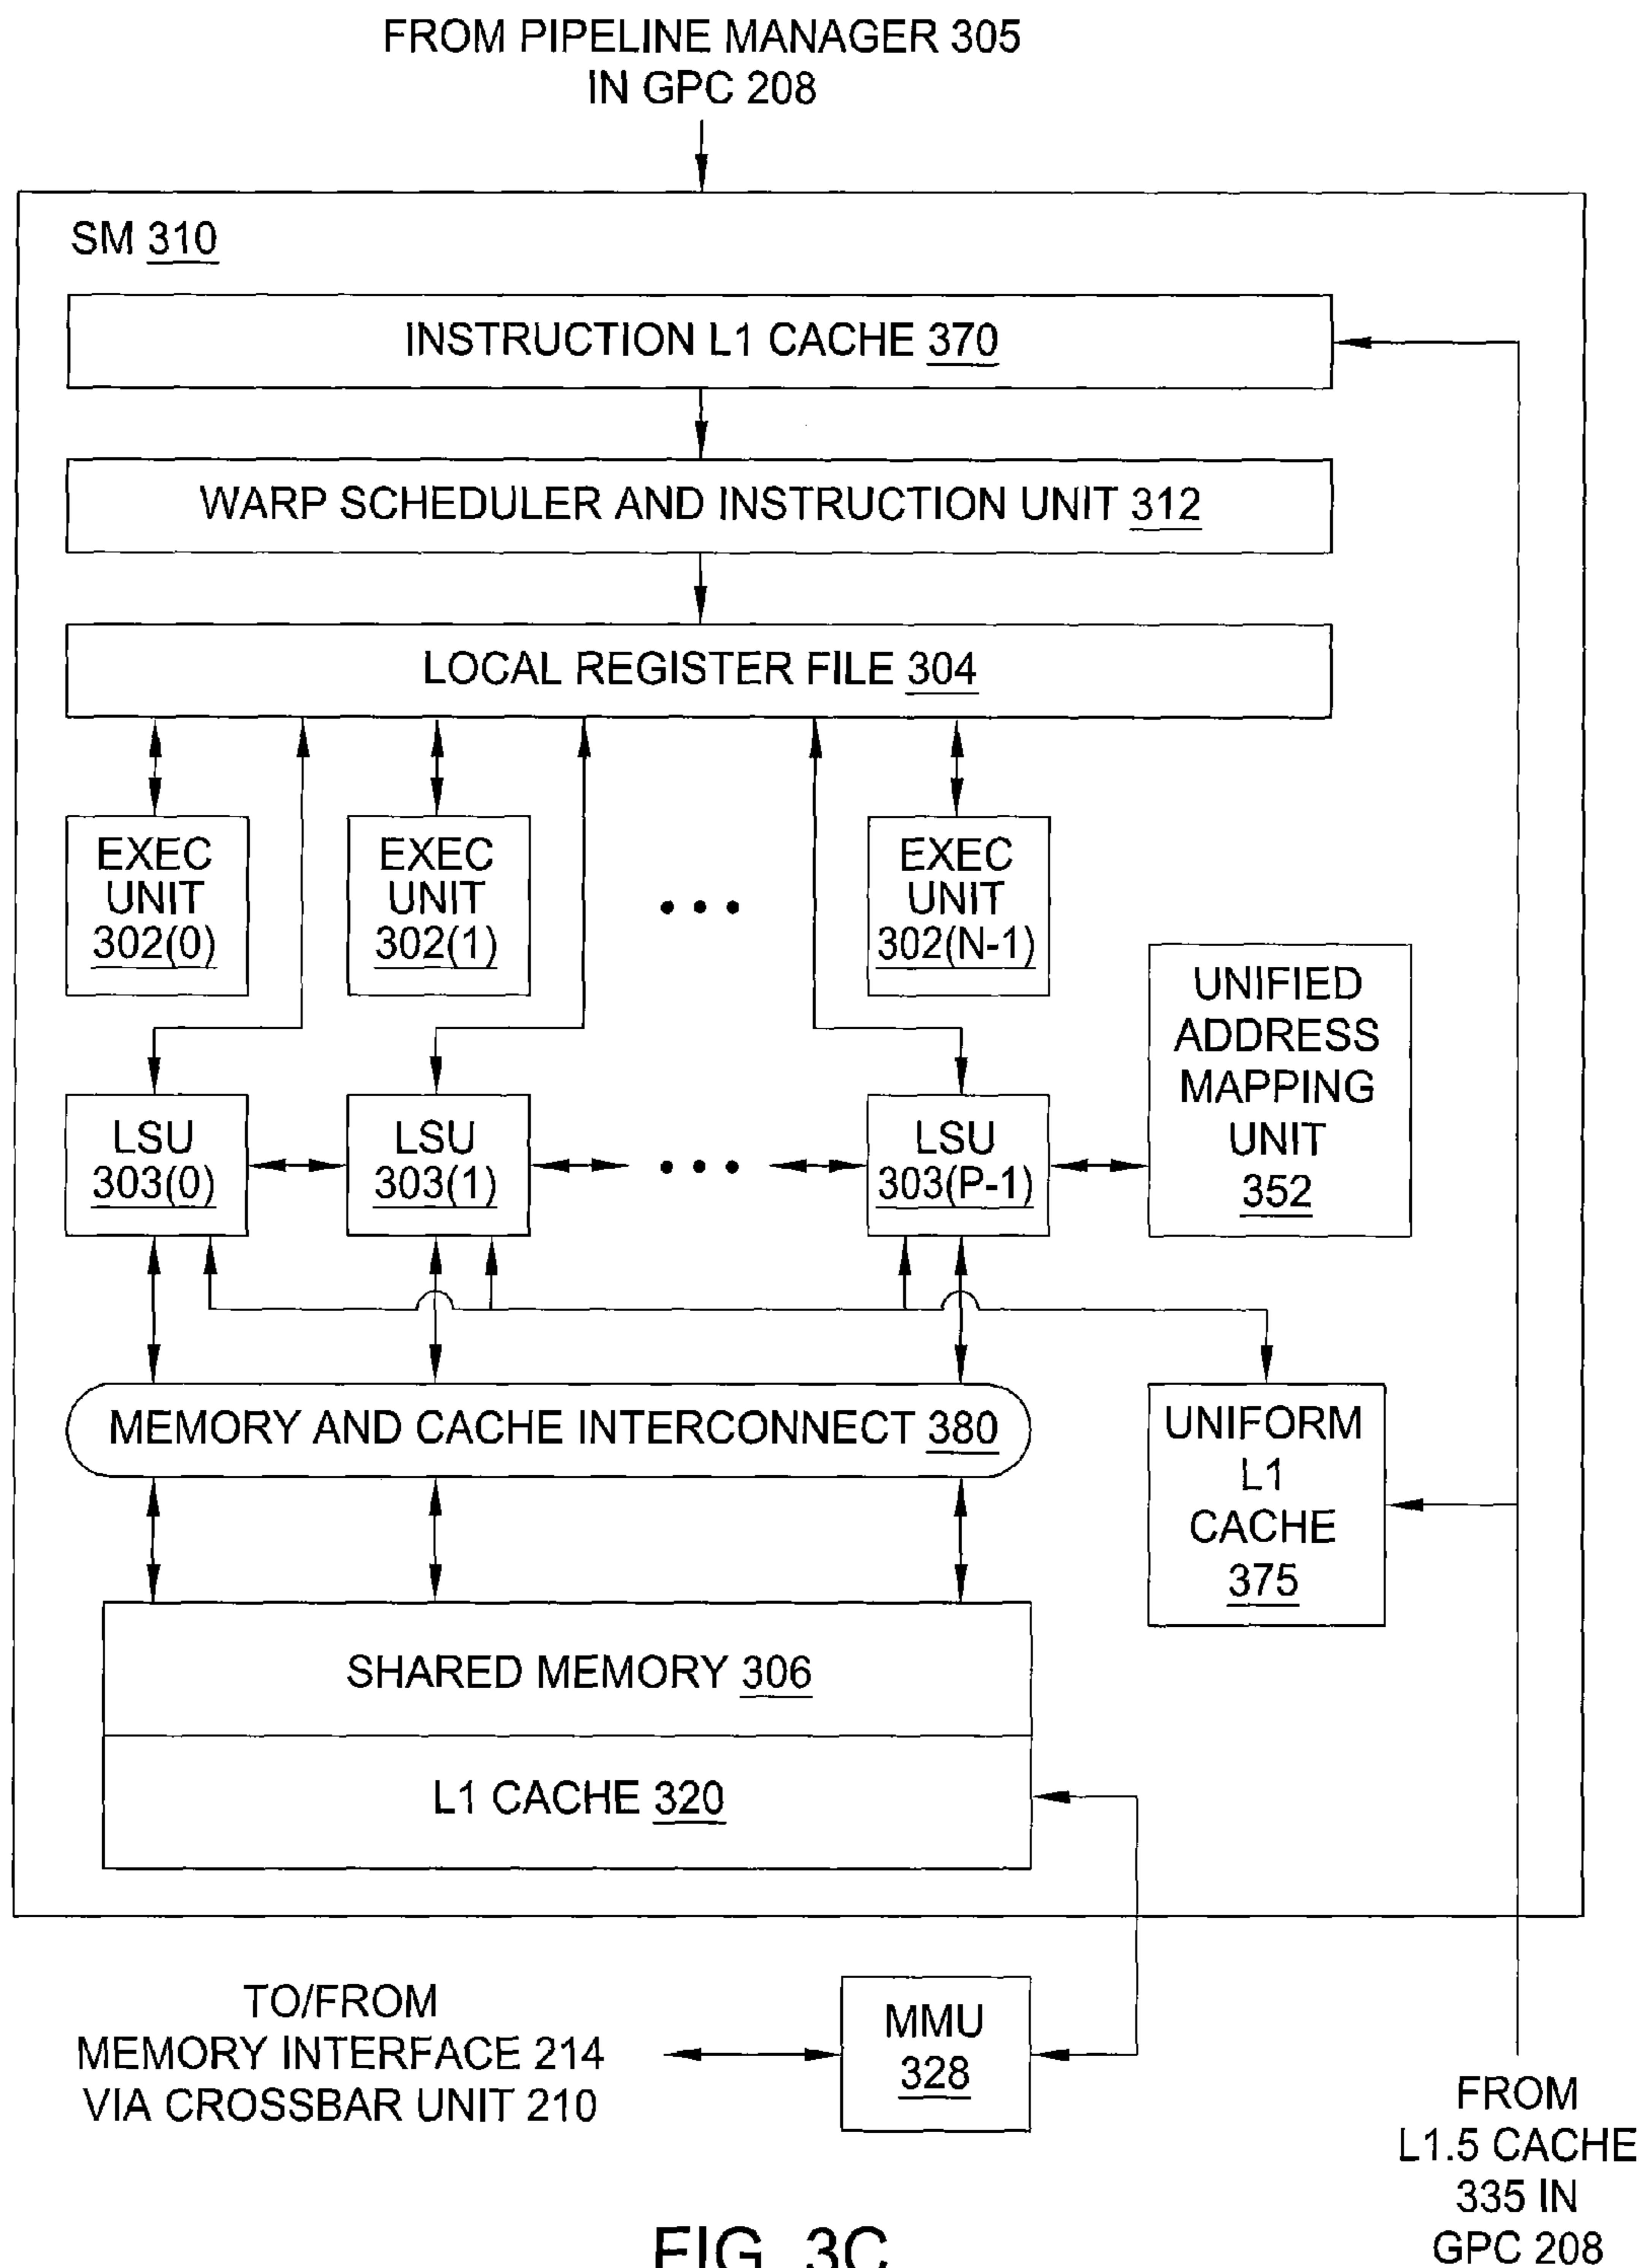 FROM PIPELINE MANAGER 305
IN GPC 208
SM 310
INSTRUCTION L1 CACHE 370
WARP SCHEDULER AND INSTRUCTION UNIT 312
LOCAL REGISTER FILE 304
EXEC
UNIT
302(0)
EXEC
UNIT
302(1)
• • •
EXEC
UNIT
302(N-1)
UNIFIED
ADDRESS
MAPPING
UNIT
352
LSU
303(0)
LSU
303(1)
• • •
LSU
303(P-1)
MEMORY AND CACHE INTERCONNECT 380
UNIFORM
L1
CACHE
375
SHARED MEMORY 306
L1 CACHE 320
TO/FROM
MEMORY INTERFACE 214
VIA CROSSBAR UNIT 210
MMU
328
FROM
L1.5 CACHE
335 IN
GPC 208
FIG. 3C